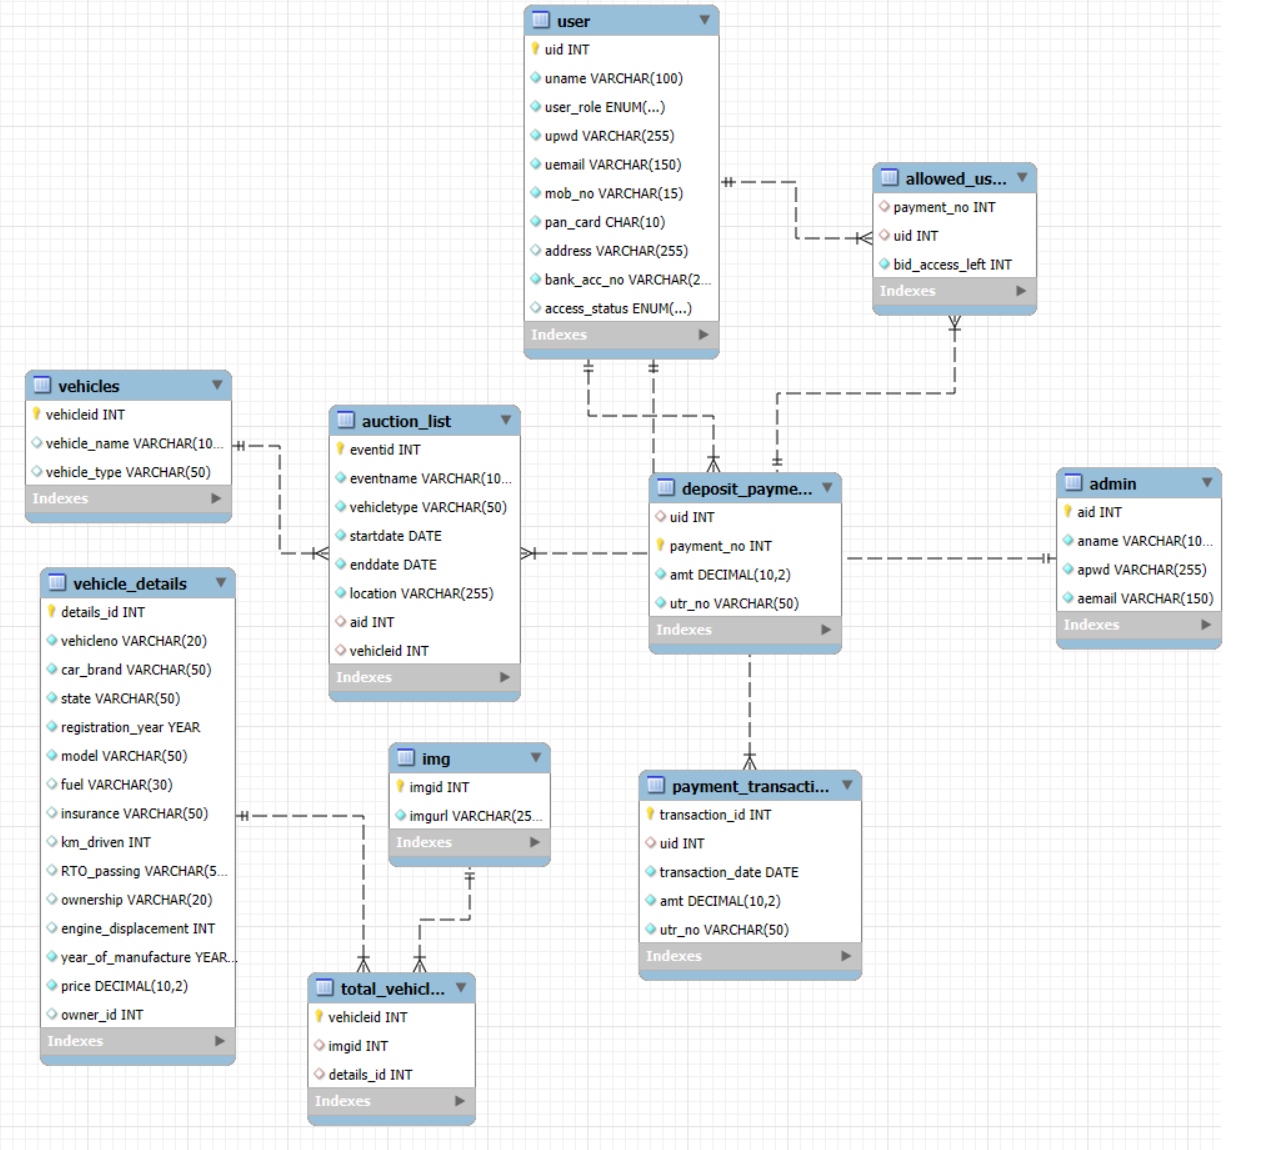 user
uid INT
uname VARCHAR(100)
user_role ENUM(...)
upwd VARCHAR(255)
uemail VARCHAR(150)
mob_no VARCHAR(15)
pan_card CHAR(10)
address VARCHAR(255)
bank_acc_no VARCHAR(2...
access_status ENUM(...)
Indexes
allowed_us...
payment_no INT
uid INT
bid_access_left INT
Indexes
vehicles
vehicleid INT
vehicle_name VARCHAR(10...
vehicle_type VARCHAR(50)
Indexes
auction_list
eventid INT
eventname VARCHAR(10...
vehicletype VARCHAR(50)
startdate DATE
enddate DATE
location VARCHAR(255)
aid INT
vehicleid INT
Indexes
deposit_payme...
uid INT
payment_no INT
amt DECIMAL(10,2)
utr_no VARCHAR(50)
Indexes
admin
aid INT
aname VARCHAR(10...
apwd VARCHAR(255)
aemail VARCHAR(150)
Indexes
vehicle_details
details_id INT
vehicleno VARCHAR(20)
car_brand VARCHAR(50)
state VARCHAR(50)
registration_year YEAR
model VARCHAR(50)
fuel VARCHAR(30)
insurance VARCHAR(50)
km_driven INT
RTO_passing VARCHAR(5...
ownership VARCHAR(20)
engine_displacement INT
year_of_manufacture YEAR...
price DECIMAL(10,2)
owner_id INT
Indexes
img
imgid INT
imgurl VARCHAR(25...
Indexes
payment_transacti...
transaction_id INT
uid INT
transaction_date DATE
amt DECIMAL(10,2)
utr_no VARCHAR(50)
Indexes
total_vehicl...
vehicleid INT
imgid INT
details_id INT
Indexes